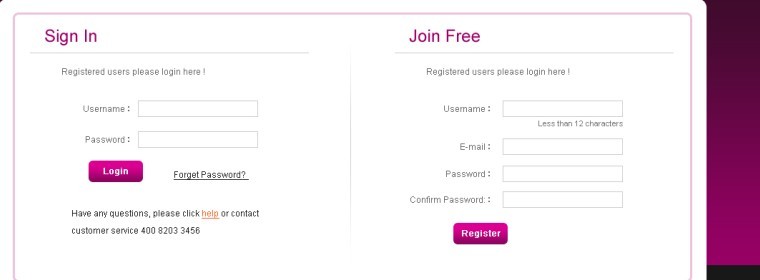 Sign In
Registered users please login here !
Username :
Password :
Login
Forget Password?
Have any questions, please click help or contact
customer service 400 8203 3456
Join Free
Registered users please login here !
Username :
Less than 12 characters
E-mail :
Password :
Confirm Password: :
Register